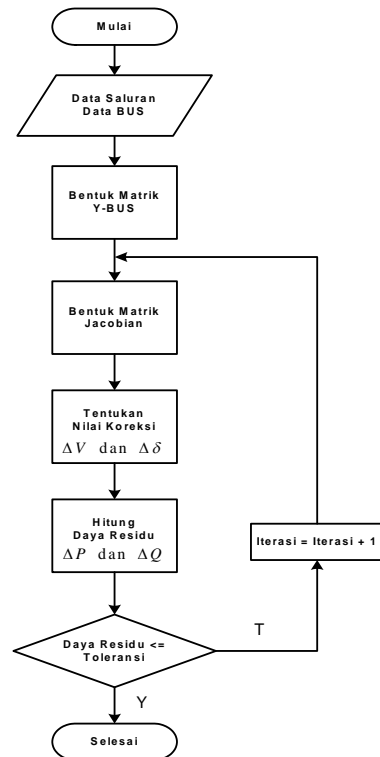 Mulai
Data Saluran
Data BUS
Bentuk Matrik
Y-BUS
Bentuk Matrik
Jacobian
Tentukan
Nilai Koreksi
ΔV dan Δδ
Hitung
Daya Residu
ΔP dan ΔQ
Iterasi = Iterasi + 1
Daya Residu <=
Toleransi
T
Y
Selesai